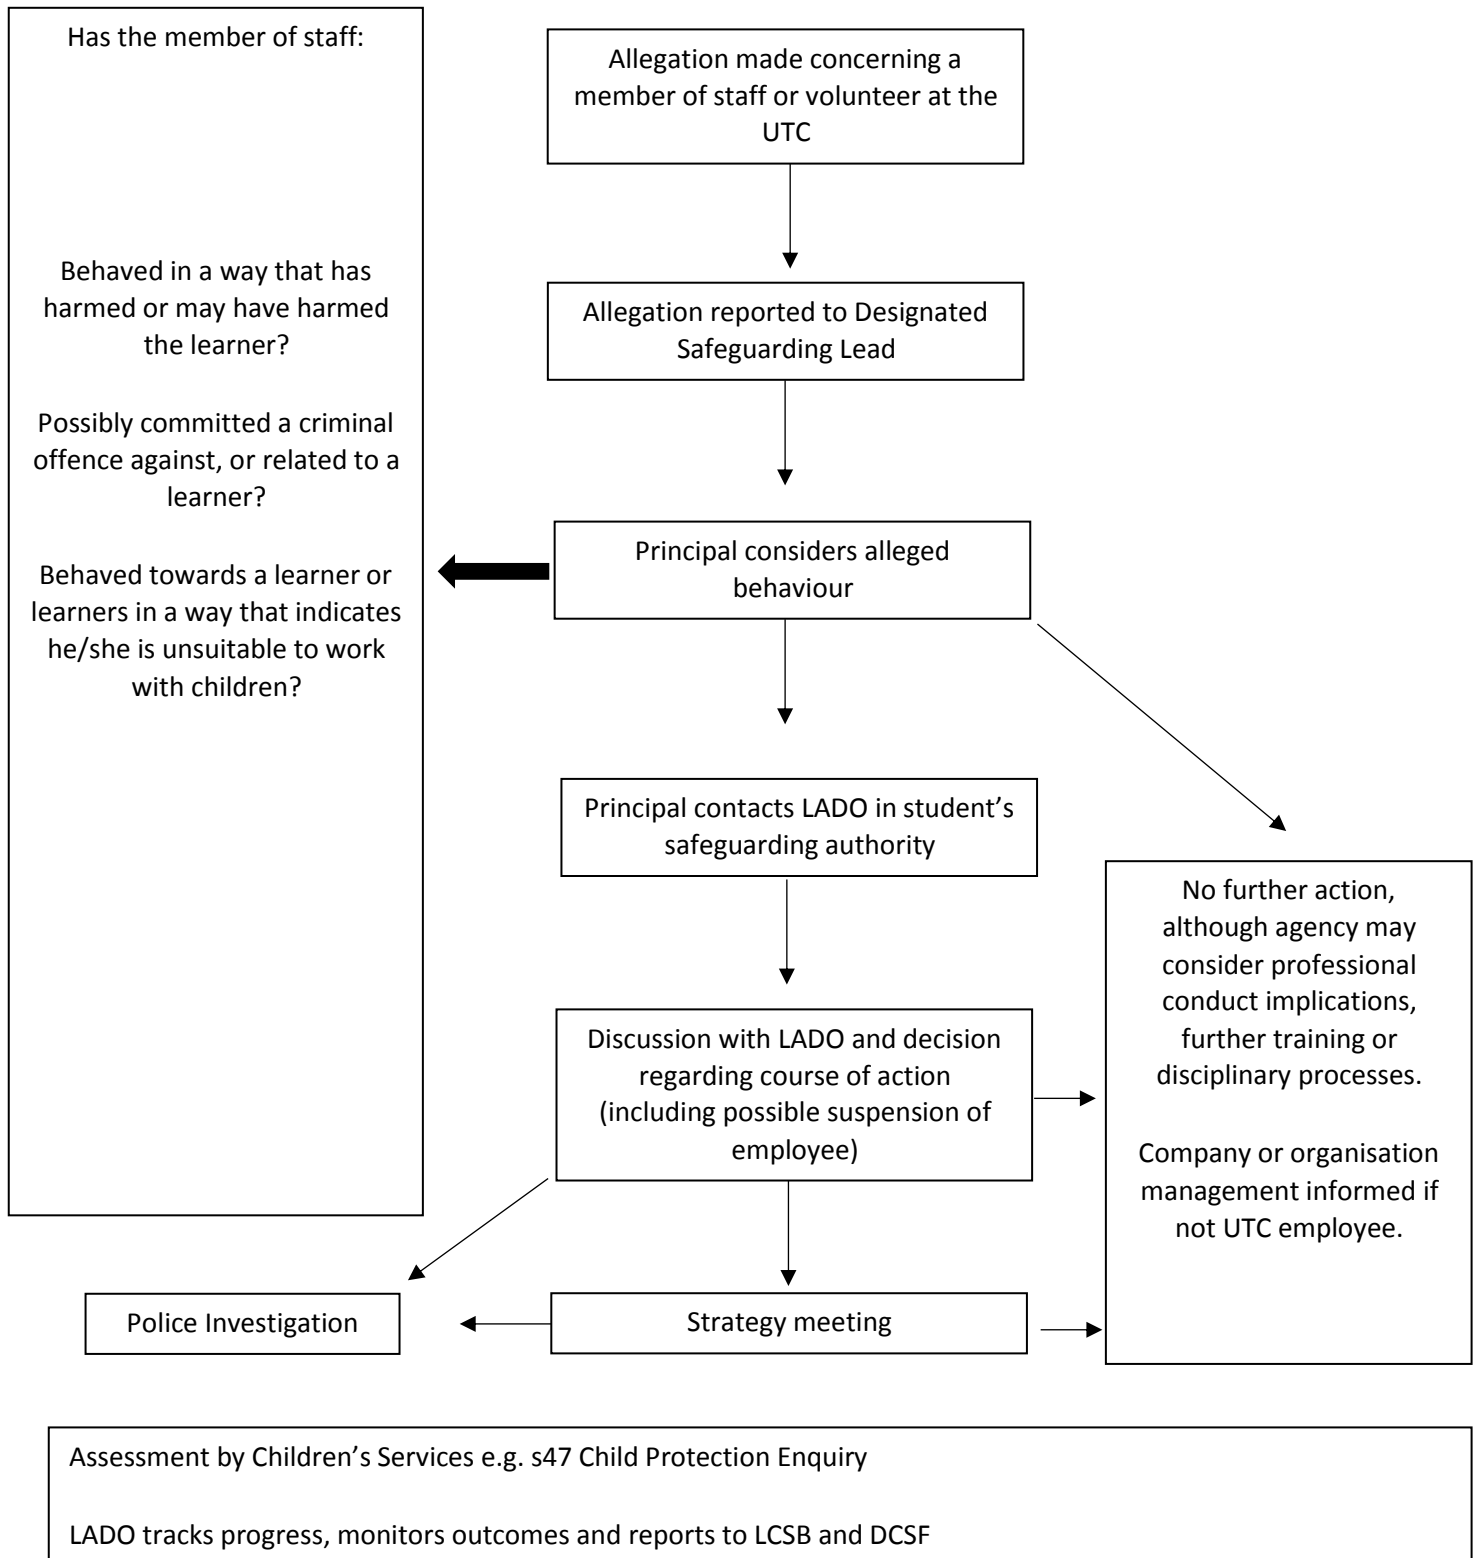 Has the member of staff:
Behaved in a way that has
harmed or may have harmed
the learner?
Possibly committed a criminal
offence against, or related to a
learner?
Behaved towards a learner or
learners in a way that indicates
he/she is unsuitable to work
with children?
Allegation made concerning a
member of staff or volunteer at the
UTC
Allegation reported to Designated
Safeguarding Lead
Principal considers alleged
behaviour
Principal contacts LADO in student’s
safeguarding authority
Discussion with LADO and decision
regarding course of action
(including possible suspension of
employee)
No further action,
although agency may
consider professional
conduct implications,
further training or
disciplinary processes.
Company or organisation
management informed if
not UTC employee.
Police Investigation
Strategy meeting
Assessment by Children’s Services e.g. s47 Child Protection Enquiry
LADO tracks progress, monitors outcomes and reports to LCSB and DCSF